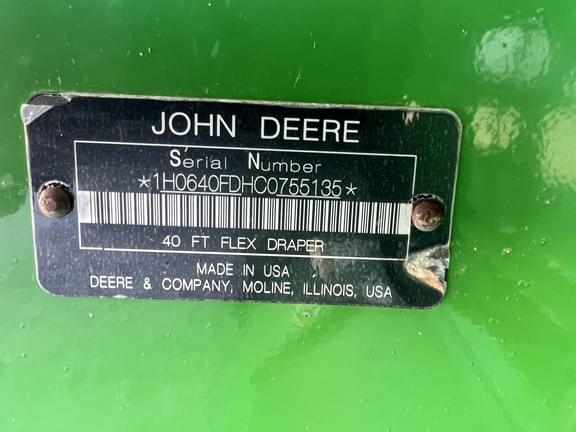 JOHN DEERE
Serial Number
*1H0640FDHC0755135*
40 FT FLEX DRAPER
MADE IN USA
DEERE & COMPANY, MOLINE, ILLINOIS, USA